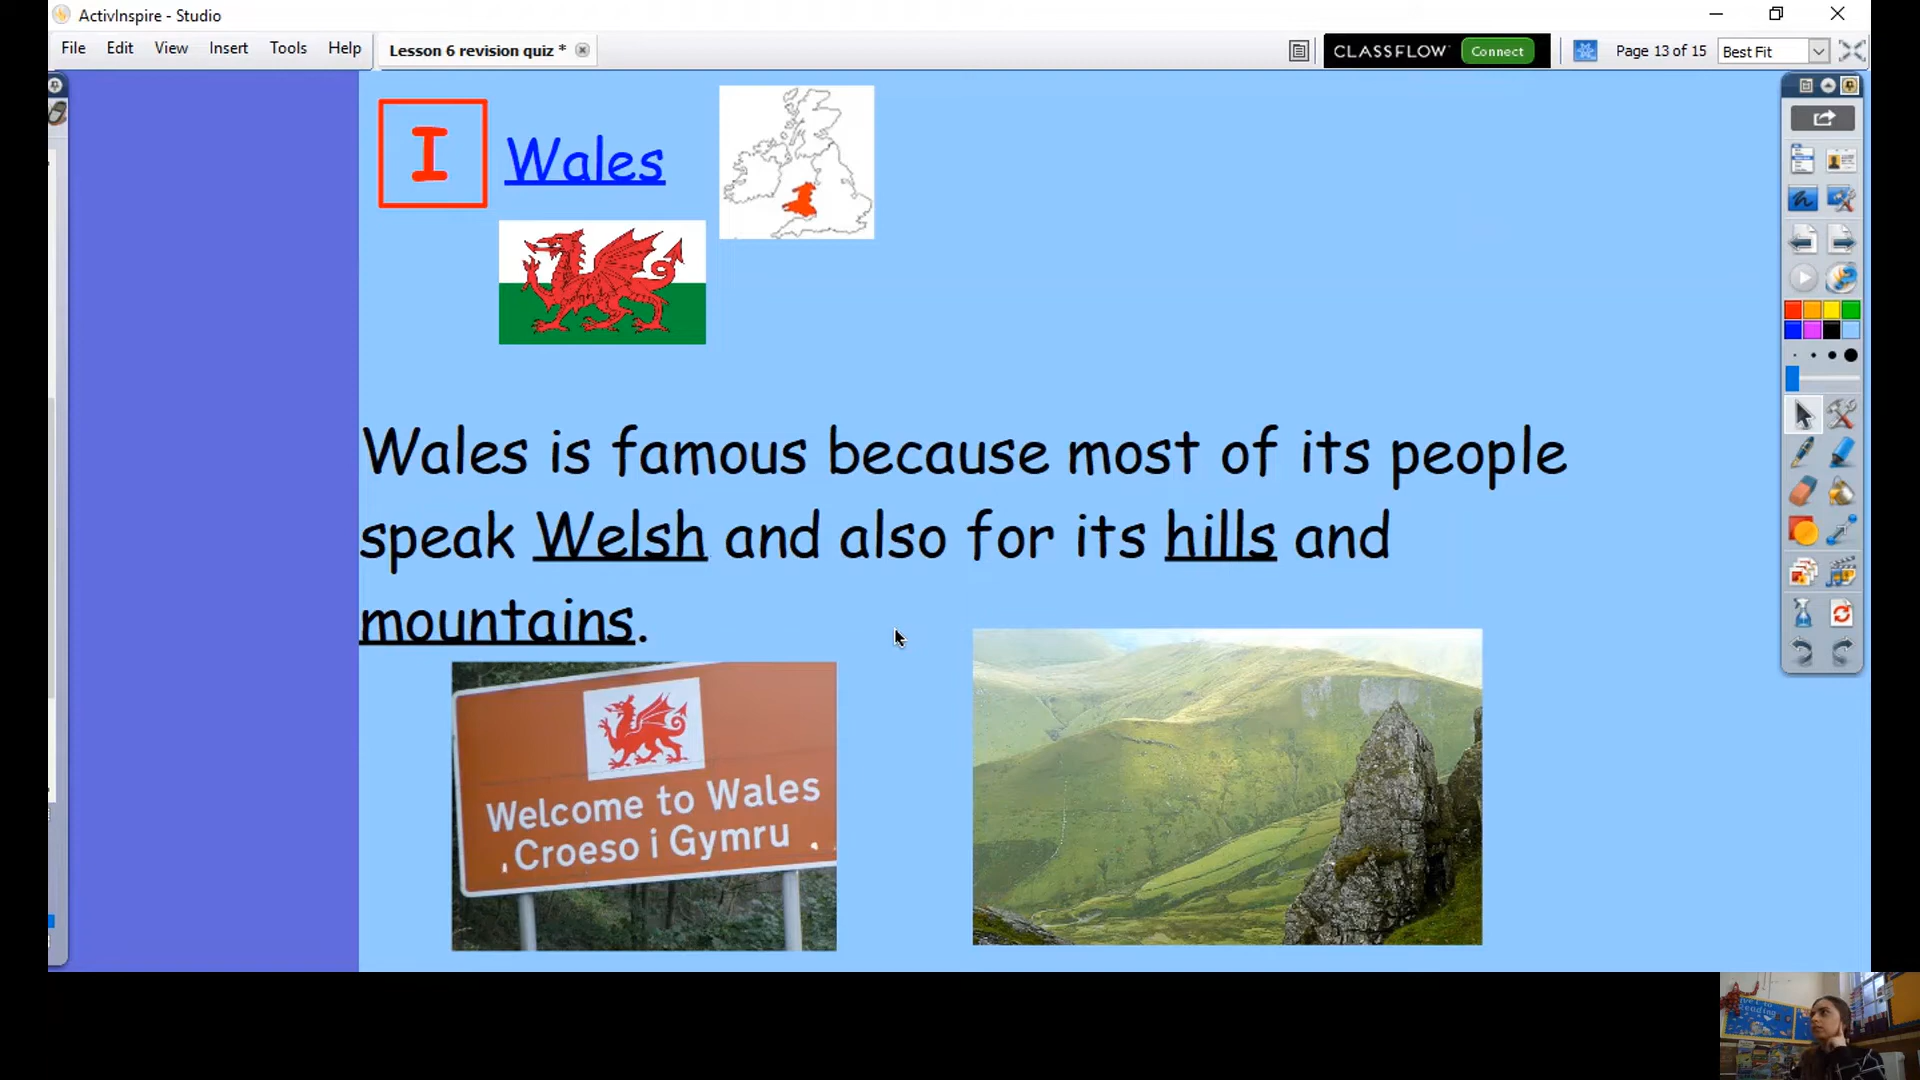 ActivInspire - Studio
File Edit View Insert Tools Help
Lesson 6 revision quiz *
CLASSFLOW Connect
Page 13 of 15
Best Fit
I
Wales
Wales is famous because most of its people
speak Welsh and also for its hills and
mountains.
Welcome to Wales
Croeso i Gymru